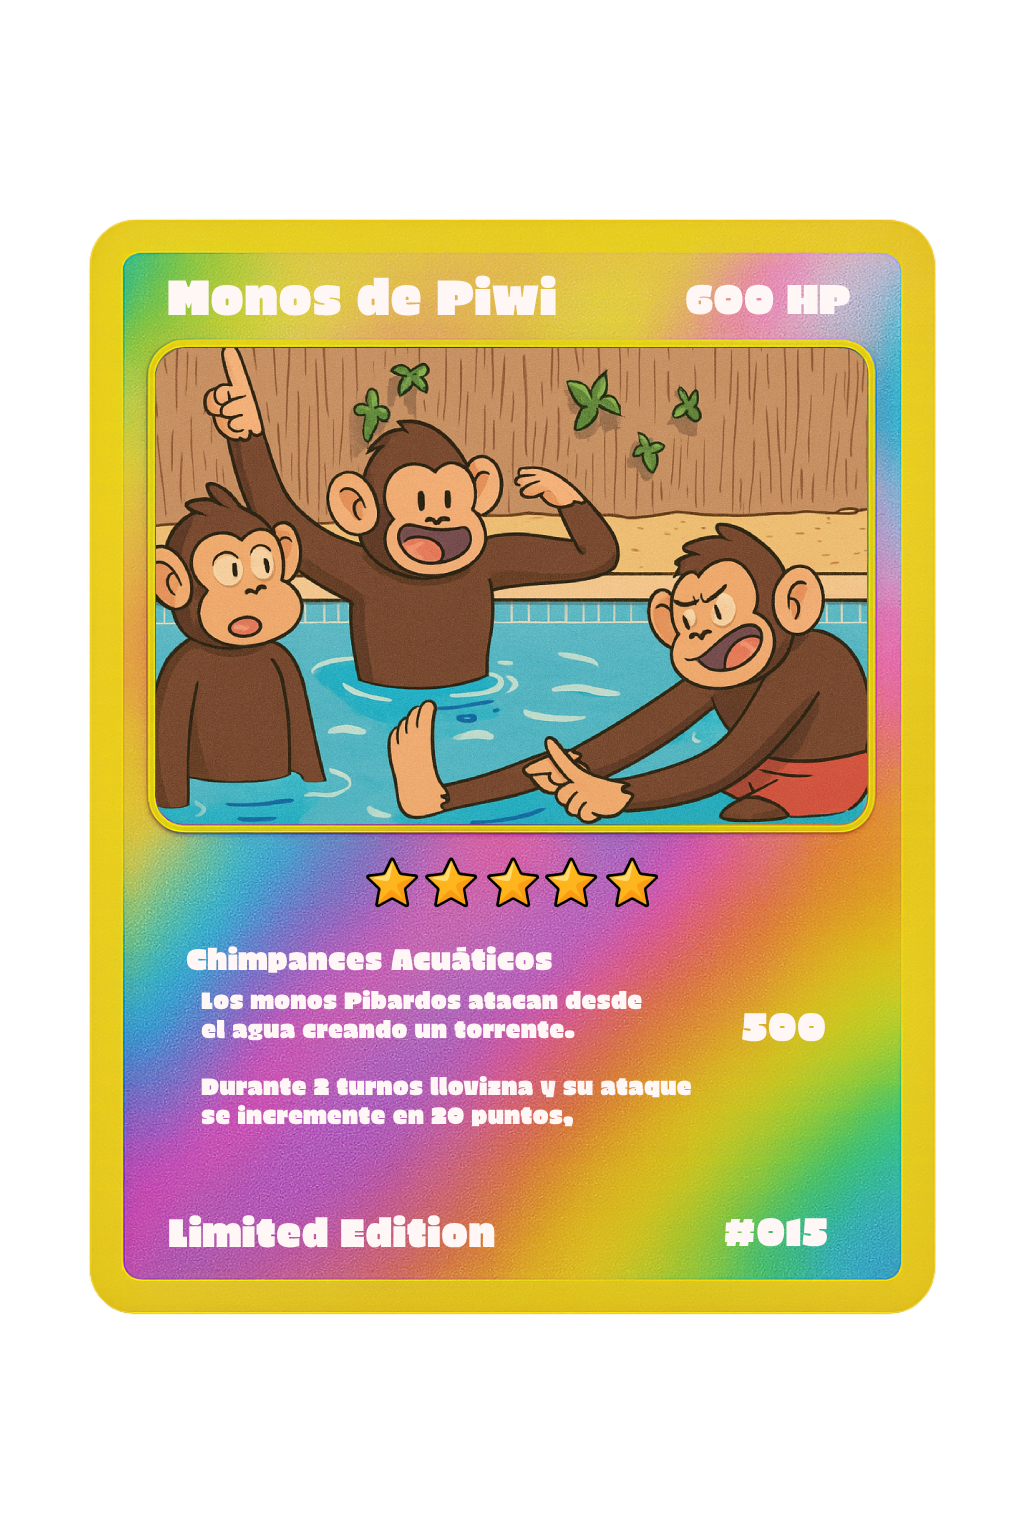 Monos de Piwi
600 HP
Chimpances Acuáticos
Los monos Pibardos atacan desde
el agua creando un torrente.
500
Durante 2 turnos llovizna y su ataque
se incremente en 20 puntos,
Limited Edition
#015